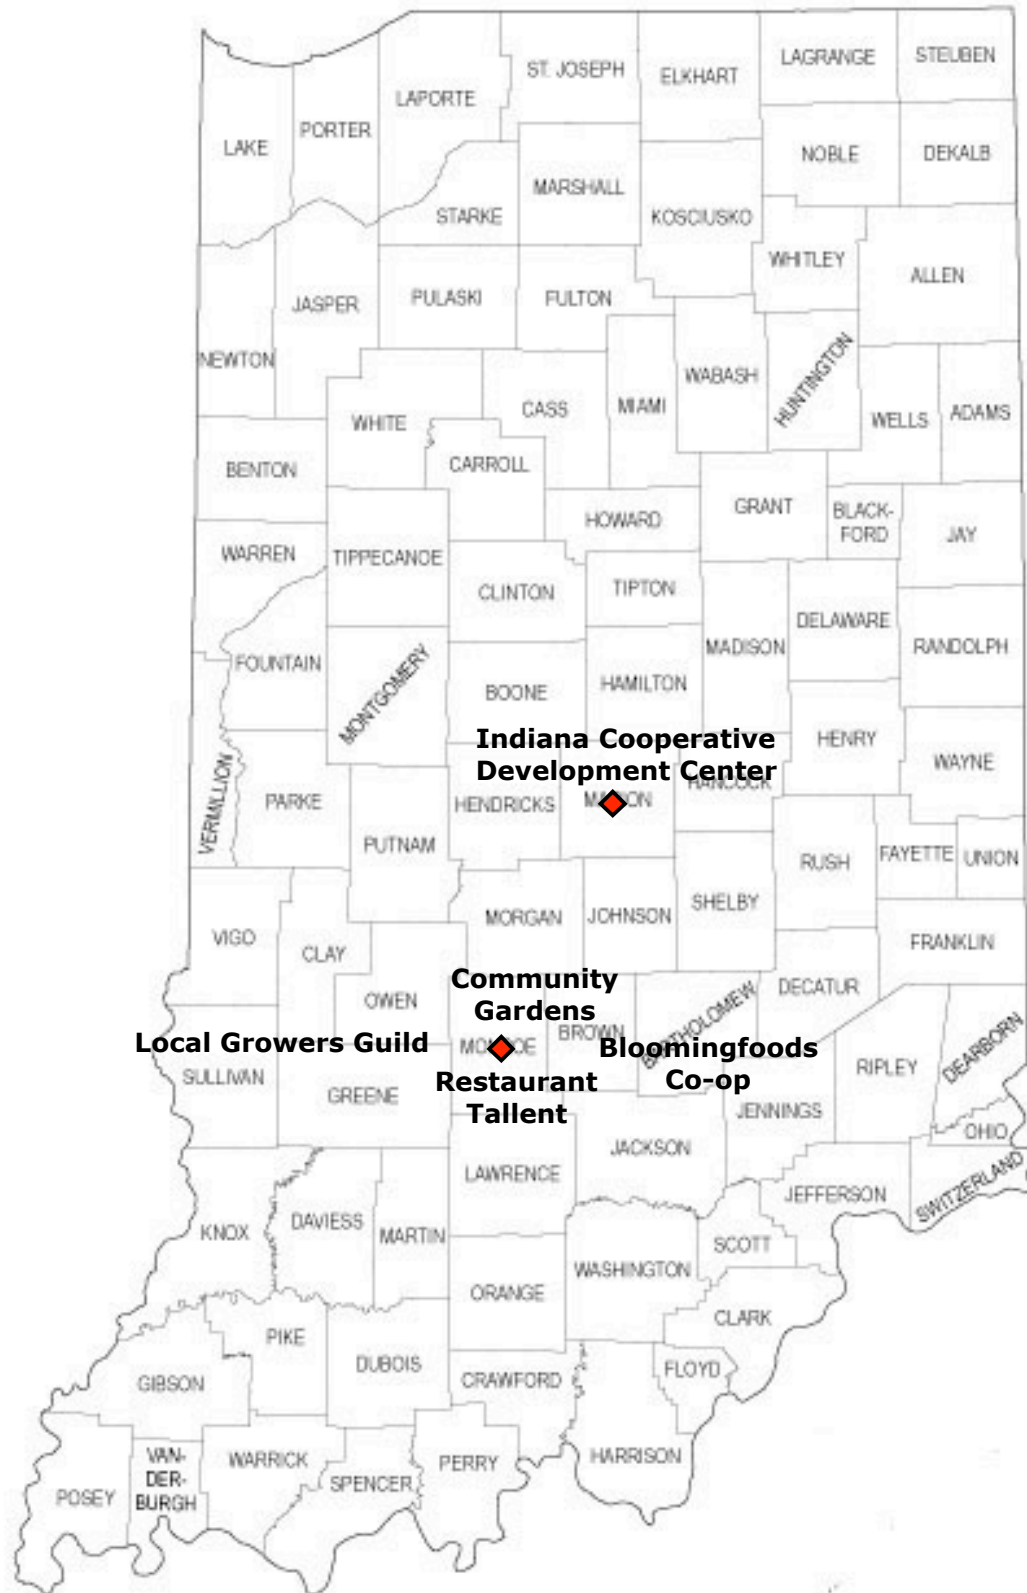 ST. JOSEPH
ELKHART
LAGRANGE
STEUBEN
LAPORTE
PORTER
LAKE
NOBLE
DEKALB
MARSHALL
STARKE
KOSCIUSKO
WHITLEY
ALLEN
JASPER
PULASKI
FULTON
NEWTON
WABASH
HUNTINGTON
WHITE
CASS
MIAMI
WELLS
ADAMS
BENTON
CARROLL
GRANT
BLACK-
FORD
JAY
HOWARD
WARREN
TIPPECANOE
CLINTON
TIPTON
DELAWARE
RANDOLPH
MADISON
FOUNTAIN
MONTGOMERY
BOONE
HAMILTON
HENRY
WAYNE
Indiana Cooperative
Development Center
VERMILLION
PARKE
HENDRICKS
MARION
HANCOCK
PUTNAM
RUSH
FAYETTE
UNION
MORGAN
JOHNSON
SHELBY
VIGO
CLAY
FRANKLIN
OWEN
Community
Gardens
DECATUR
BROWN
BARTHOLOMEW
Local Growers Guild
MONROE
Bloomingfoods
Co-op
DEARBORN
RIPLEY
SULLIVAN
GREENE
Restaurant
Tallent
JENNINGS
OHIO
JACKSON
LAWRENCE
JEFFERSON
SWITZERLAND
KNOX
DAVIESS
MARTIN
SCOTT
WASHINGTON
ORANGE
CLARK
PIKE
DUBOIS
FLOYD
GIBSON
CRAWFORD
HARRISON
POSEY
VAN-
DER-
BURGH
WARRICK
SPENCER
PERRY